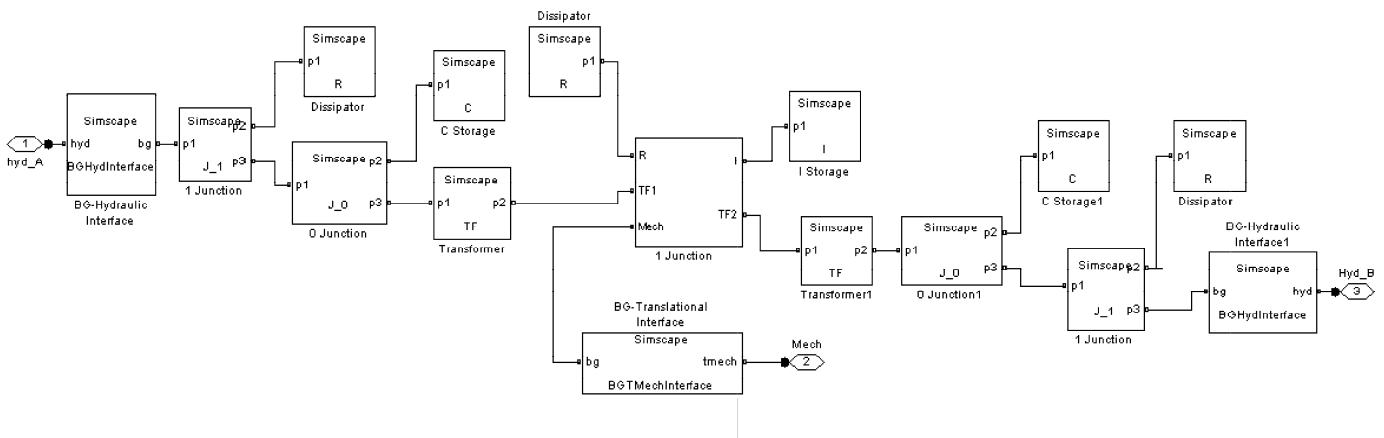 1
hyd_A
Simscape
hyd
bg
BGHydInterface
BG-Hydraulic
Interface
Simscape
p1
p2
p3
J_1
1 Junction
Simscape
p1
R
Dissipator
Simscape
p1
p2
p3
J_0
0 Junction
Simscape
p1
C
C Storage
Simscape
p1
p2
TF
Transformer
Dissipator
Simscape
p1
R
R
TF1
Mech
I
TF2
1 Junction
Simscape
p1
I
I Storage
BG-Translational
Interface
Simscape
bg
tmech
BGTMechInterface
Mech
2
Simscape
p1
p2
TF
Transformer1
Simscape
p1
p2
p3
J_0
0 Junction1
Simscape
p1
C
C Storage1
Simscape
p1
p2
p3
J_1
1 Junction
Simscape
p1
R
Dissipator
BG-Hydraulic
Interface1
Simscape
bg
hyd
BGHydInterface
Hyd_B
3